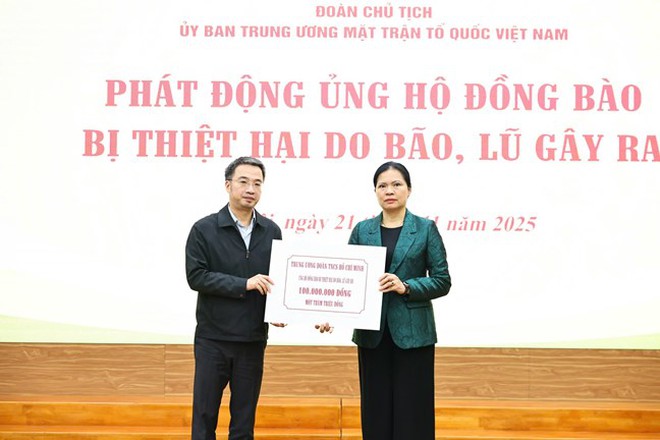 ĐOÀN CHỦ TỊCH
ỦY BAN TRUNG ƯƠNG MẶT TRẬN TỔ QUỐC VIỆT NAM
PHÁT ĐỘNG ỦNG HỘ ĐỒNG BÀO
BỊ THIỆT HẠI DO BÃO, LŨ GÂY RA
ngày 21 năm 2025
TRUNG ƯƠNG ĐOÀN TNCS HỒ CHÍ MINH
100.000.000 ĐỒNG
MỘT TRĂM TRIỆU ĐỒNG